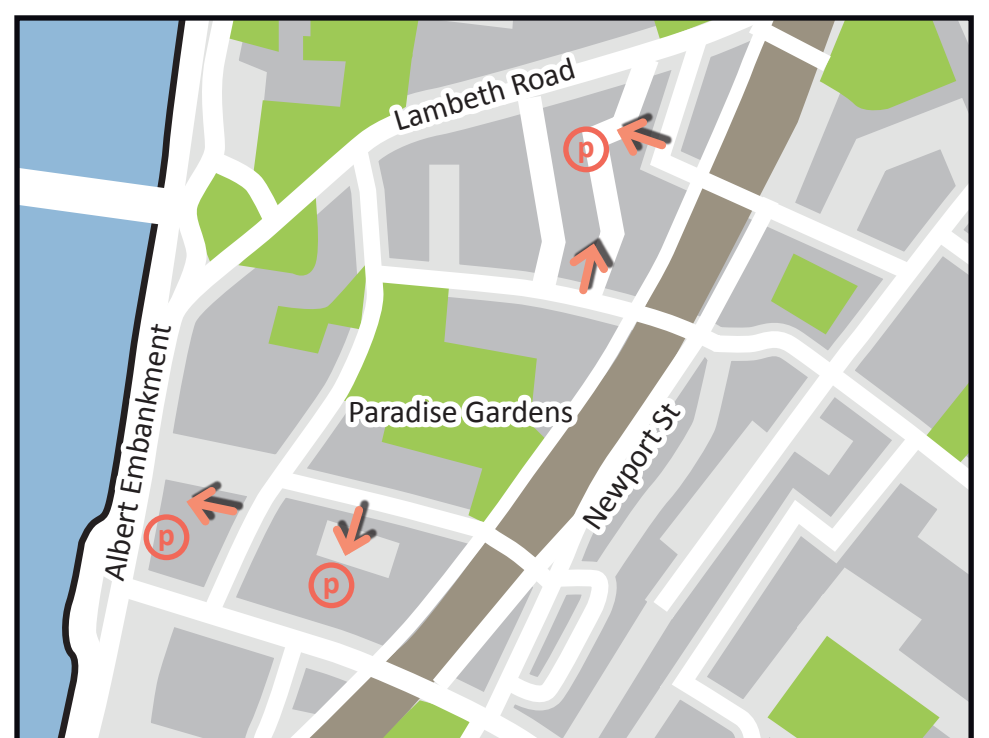 Lambeth Road
p
Albert Embankment
Paradise Gardens
Newport St
p
p